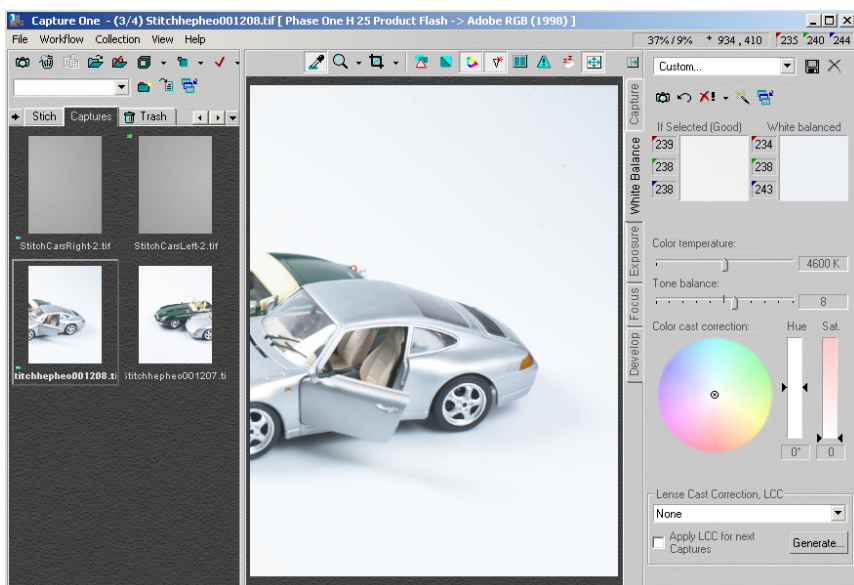 Capture One - (3/4) Stitchhepheo001208.tif [ Phase One H 25 Product Flash -> Adobe RGB (1998) ]
File Workflow Collection View Help
37% / 9% + 934 , 410 235 240 244
Custom...
Stich Captures Trash
Capture
White Balance
Exposure
Focus
Develop
If Selected (Good) White balanced
239 234
238 238
238 243
StitchCarsRight-2.tif StitchCarsLeft-2.tif
titchhepheo001208.ti Stitchhepheo001207.ti
Color temperature:
4600 K
Tone balance:
8
Color cast correction: Hue Sat.
0° 0
Lense Cast Correction, LCC
None
Apply LCC for next
Captures
Generate...